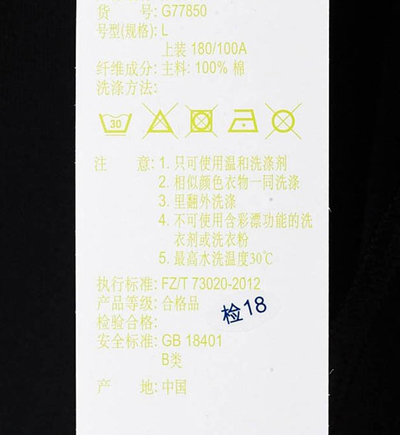 货 号: G77850
号型(规格): L
上装 180/100A
纤维成分: 主料: 100% 棉
洗涤方法:
30
注 意: 1. 只可使用温和洗涤剂
2. 相似颜色衣物一同洗涤
3. 里翻外洗涤
4. 不可使用含彩漂功能的洗
衣剂或洗衣粉
5. 最高水洗温度30℃
执行标准: FZ/T 73020-2012
产品等级: 合格品
检验合格: 检18
安全标准: GB 18401
B类
产 地: 中国